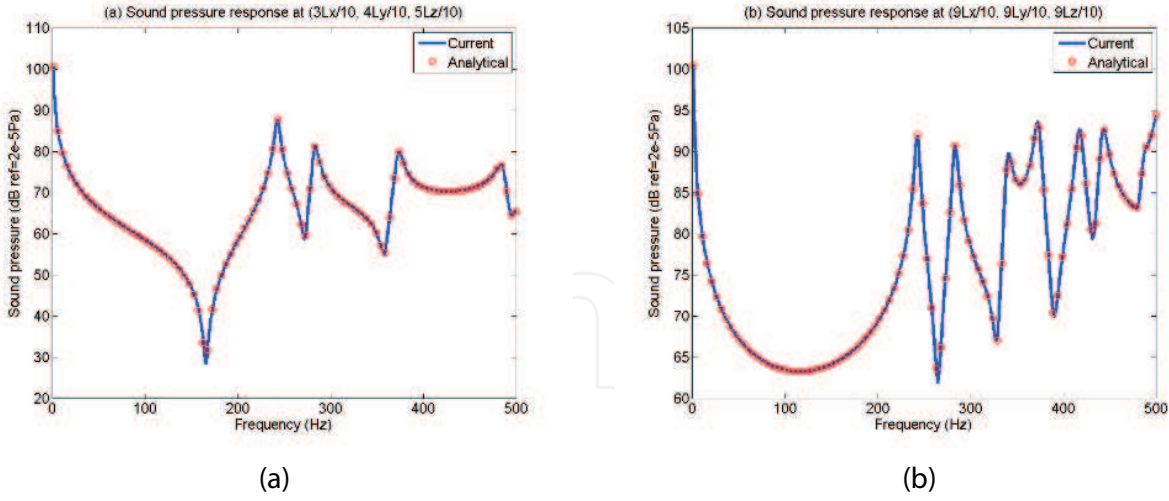 (a) Sound pressure response at (3Lx/10, 4Ly/10, 5Lz/10)
Current
Analytical
Sound pressure (dB ref=2e-5Pa)
110
100
90
80
70
60
50
40
30
20
0
100
200
300
400
500
Frequency (Hz)
(a)
(b) Sound pressure response at (9Lx/10, 9Ly/10, 9Lz/10)
Current
Analytical
Sound pressure (dB ref=2e-5Pa)
105
100
95
90
85
80
75
70
65
60
0
100
200
300
400
500
Frequency (Hz)
(b)